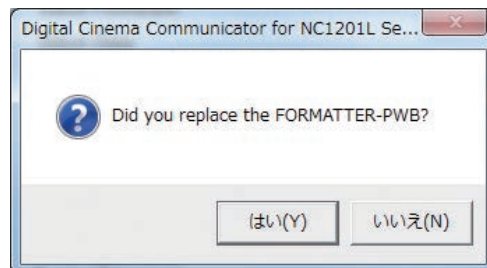 Digital Cinema Communicator for NC1201L Se...
Did you replace the FORMATTER-PWB?
はい(Y)
いいえ(N)